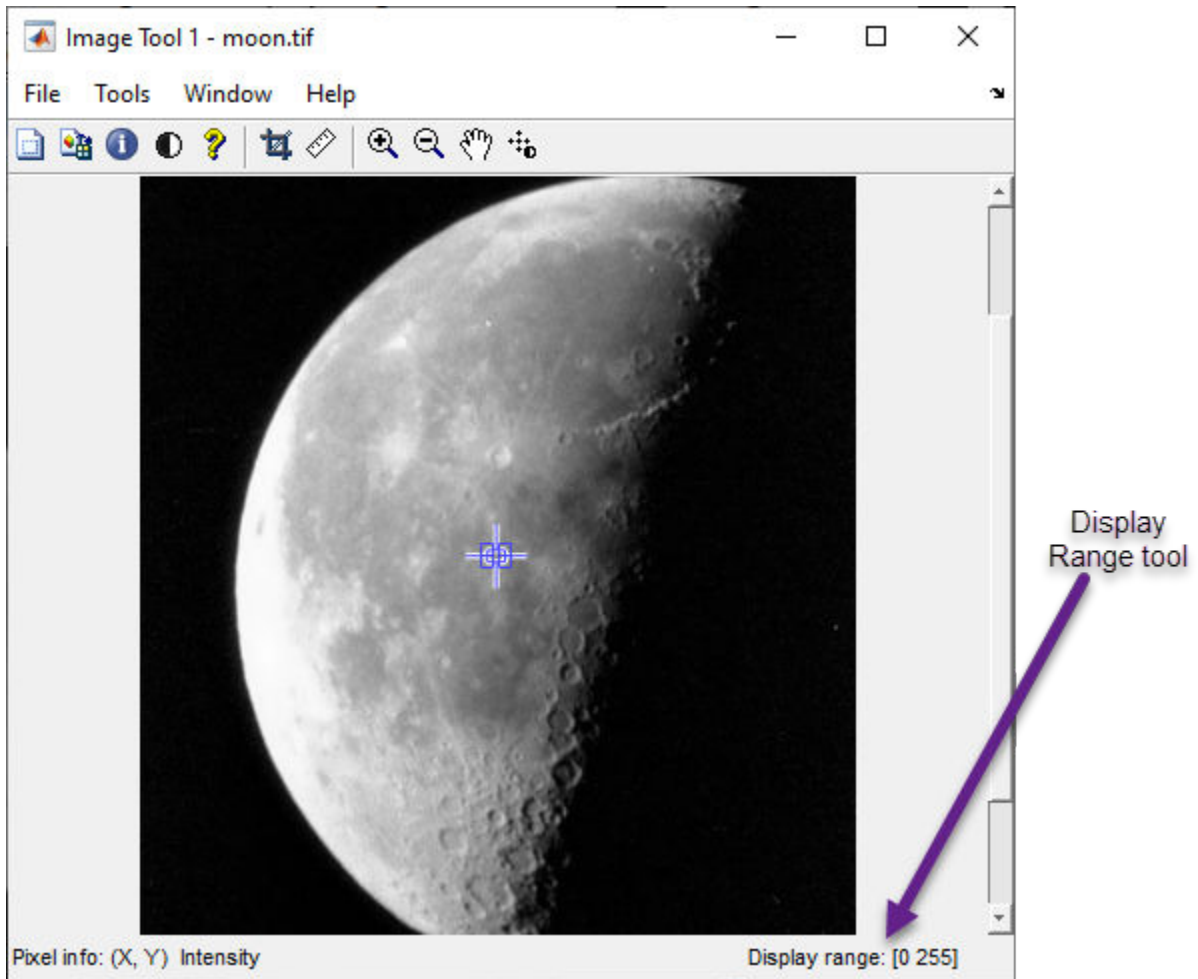 Image Tool 1 - moon.tif
File Tools Window Help
Display
Range tool
Pixel info: (X, Y) Intensity
Display range: [0 255]